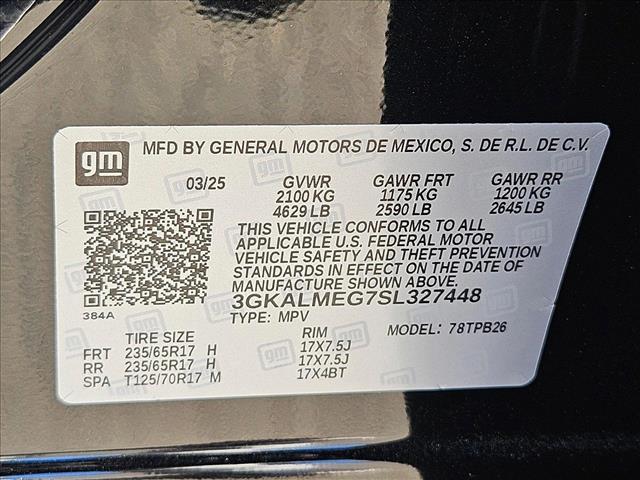 gm MFD BY GENERAL MOTORS DE MEXICO, S. DE R.L. DE C.V.
03/25 GVWR GAWR FRT GAWR RR
2100 KG 1175 KG 1200 KG
4629 LB 2590 LB 2645 LB
THIS VEHICLE CONFORMS TO ALL
APPLICABLE U.S. FEDERAL MOTOR
VEHICLE SAFETY AND THEFT PREVENTION
STANDARDS IN EFFECT ON THE DATE OF
MANUFACTURE SHOWN ABOVE.
384A 3GKALMEG7SL327448
TYPE: MPV MODEL: 78TPB26
TIRE SIZE RIM
FRT 235/65R17 H 17X7.5J
RR 235/65R17 H 17X7.5J
SPA T125/70R17 M 17X4BT